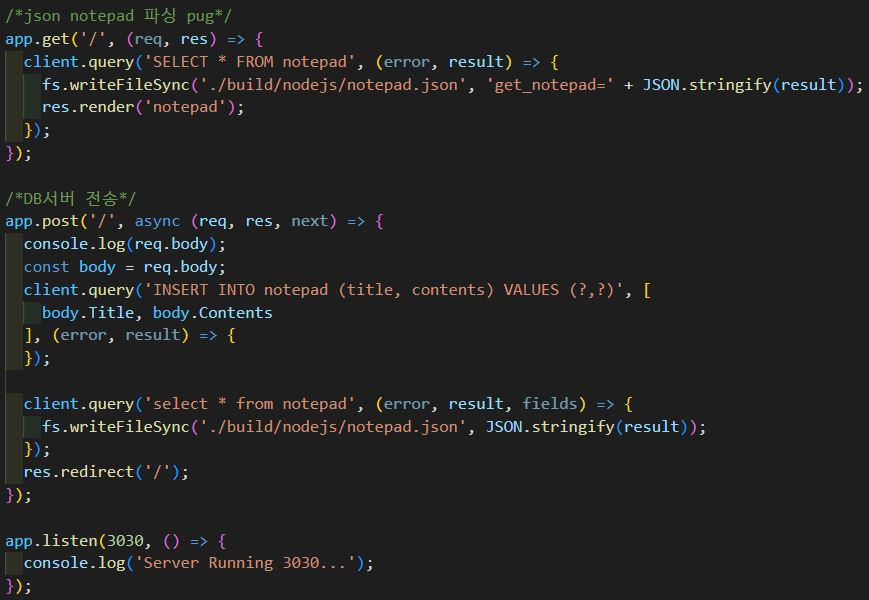 /*json notepad 파싱 pug*/
app.get('/', (req, res) => {
client.query('SELECT * FROM notepad', (error, result) => {
fs.writeFileSync('./build/nodejs/notepad.json', 'get_notepad=' + JSON.stringify(result));
res.render('notepad');
});
});
/*DB서버 전송*/
app.post('/', async (req, res, next) => {
console.log(req.body);
const body = req.body;
client.query('INSERT INTO notepad (title, contents) VALUES (?,?)', [
body.Title, body.Contents
], (error, result) => {
});
client.query('select * from notepad', (error, result, fields) => {
fs.writeFileSync('./build/nodejs/notepad.json', JSON.stringify(result));
});
res.redirect('/');
});
app.listen(3030, () => {
console.log('Server Running 3030...');
});